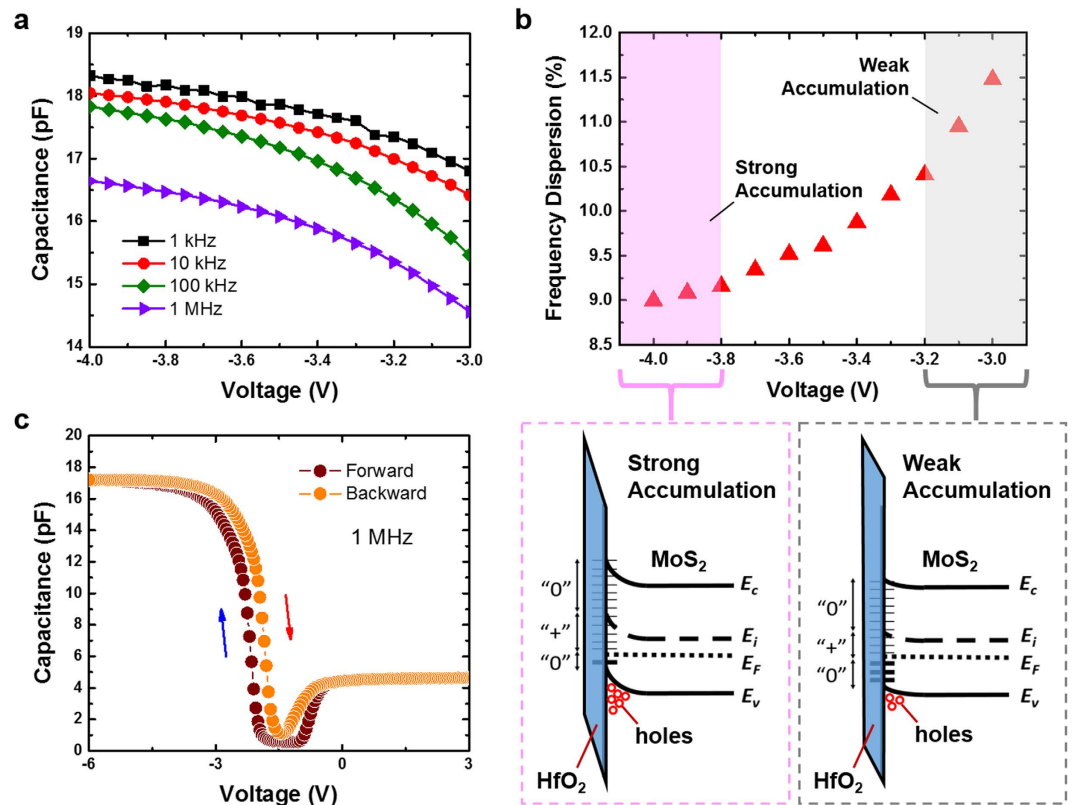 a
Capacitance (pF)
19
18
17
16
15
14
1 kHz
10 kHz
100 kHz
1 MHz
-4.0 -3.8 -3.6 -3.4 -3.2 -3.0
Voltage (V)
b
Frequency Dispersion (%)
12.0
11.5
11.0
10.5
10.0
9.5
9.0
8.5
Weak
Accumulation
Strong
Accumulation
-4.0 -3.8 -3.6 -3.4 -3.2 -3.0
Voltage (V)
c
Capacitance (pF)
20
18
16
14
12
10
8
6
4
2
0
Forward
Backward
1 MHz
-6 -3 0 3
Voltage (V)
Strong
Accumulation
MoS2
“0”
“+”
“0”
Ec
Ei
EF
Ev
holes
HfO2
Weak
Accumulation
MoS2
“0”
“+”
“0”
Ec
Ei
EF
Ev
holes
HfO2